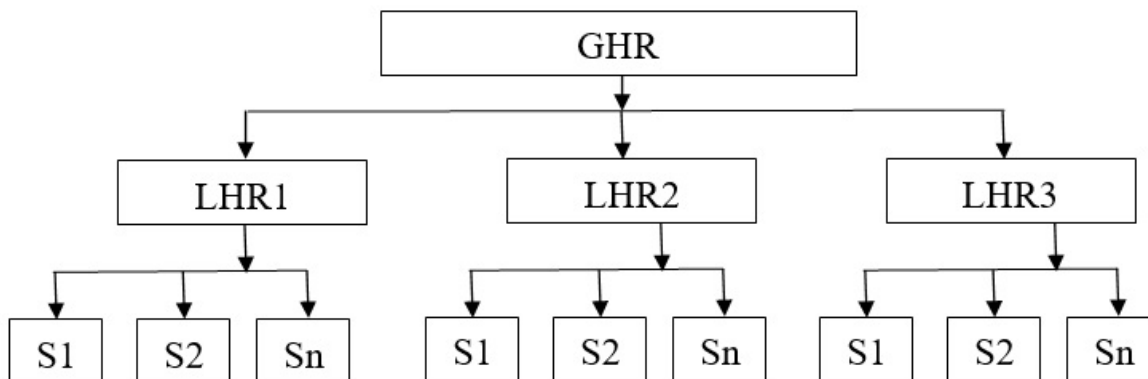 GHR
LHR1 LHR2 LHR3
S1 S2 Sn S1 S2 Sn S1 S2 Sn